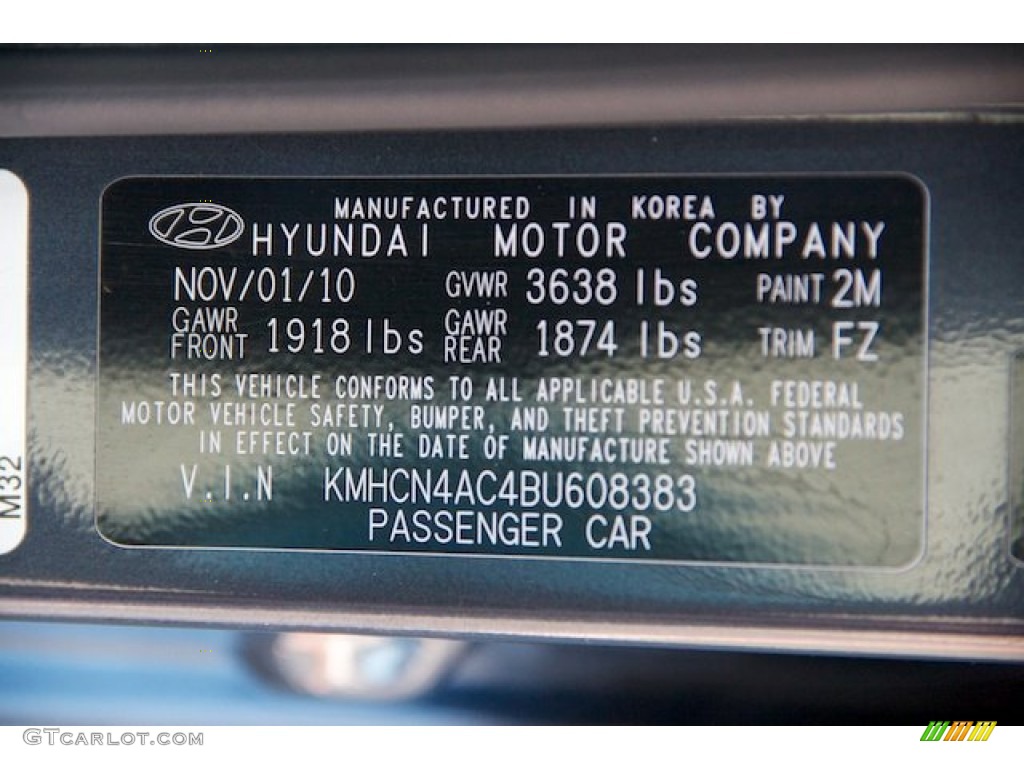 MANUFACTURED IN KOREA BY
HYUNDAI MOTOR COMPANY
NOV/01/10 GVWR 3638 lbs PAINT 2M
GAWR FRONT 1918 lbs GAWR REAR 1874 lbs TRIM FZ
THIS VEHICLE CONFORMS TO ALL APPLICABLE U.S.A. FEDERAL
MOTOR VEHICLE SAFETY, BUMPER, AND THEFT PREVENTION STANDARDS
IN EFFECT ON THE DATE OF MANUFACTURE SHOWN ABOVE
V.I.N KMHCN4AC4BU608383
PASSENGER CAR
M32
GTCARLOT.COM